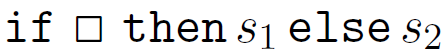 if □ then s₁ else s₂